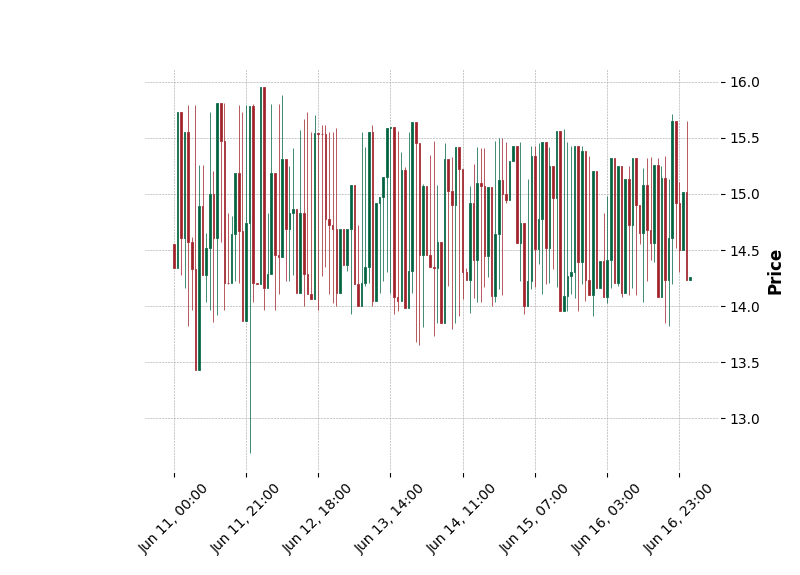 16.0
15.5
15.0
14.5
14.0
13.5
13.0
Price
Jun 11, 00:00
Jun 11, 21:00
Jun 12, 18:00
Jun 13, 14:00
Jun 14, 11:00
Jun 15, 07:00
Jun 16, 03:00
Jun 16, 23:00